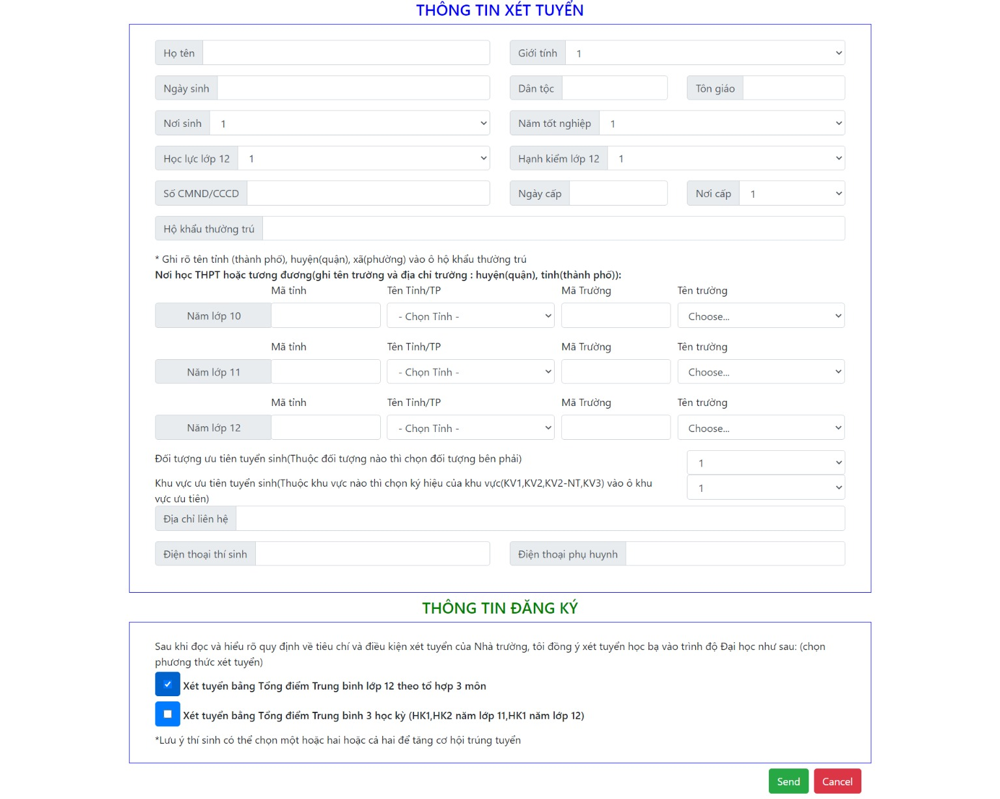 THÔNG TIN XÉT TUYỂN
Họ tên
Giới tính 1
Ngày sinh
Dân tộc
Tôn giáo
Nơi sinh 1
Năm tốt nghiệp 1
Học lực lớp 12 1
Hạnh kiểm lớp 12 1
Số CMND/CCCD
Ngày cấp
Nơi cấp 1
Hộ khẩu thường trú
* Ghi rõ tên tỉnh (thành phố), huyện(quận), xã(phường) vào ô hộ khẩu thường trú
Nơi học THPT hoặc tương đương(ghi tên trường và địa chỉ trường : huyện(quận), tỉnh(thành phố)):
Mã tỉnh Tên Tỉnh/TP Mã Trường Tên trường
Năm lớp 10 - Chọn Tỉnh - Choose...
Mã tỉnh Tên Tỉnh/TP Mã Trường Tên trường
Năm lớp 11 - Chọn Tỉnh - Choose...
Mã tỉnh Tên Tỉnh/TP Mã Trường Tên trường
Năm lớp 12 - Chọn Tỉnh - Choose...
Đối tượng ưu tiên tuyển sinh(Thuộc đối tượng nào thì chọn đối tượng bên phải) 1
Khu vực ưu tiên tuyển sinh(Thuộc khu vực nào thì chọn ký hiệu của khu vực(KV1,KV2,KV2-NT,KV3) vào ô khu 1
vực ưu tiên)
Địa chỉ liên hệ
Điện thoại thí sinh
Điện thoại phụ huynh
THÔNG TIN ĐĂNG KÝ
Sau khi đọc và hiểu rõ quy định về tiêu chí và điều kiện xét tuyển của Nhà trường, tôi đồng ý xét tuyển học bạ vào trình độ Đại học như sau: (chọn
phương thức xét tuyển)
Xét tuyển bằng Tổng điểm Trung bình lớp 12 theo tổ hợp 3 môn
Xét tuyển bằng Tổng điểm Trung bình 3 học kỳ (HK1,HK2 năm lớp 11,HK1 năm lớp 12)
*Lưu ý thí sinh có thể chọn một hoặc hai hoặc cả hai để tăng cơ hội trúng tuyển
Send Cancel